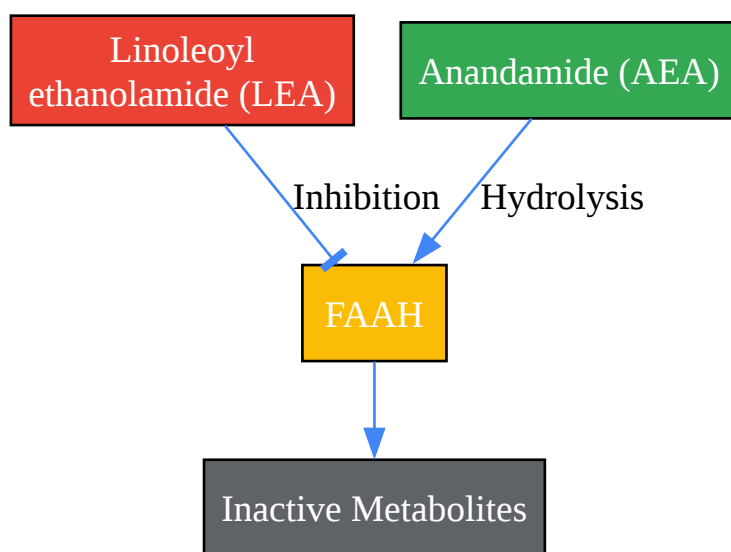 Linoleoyl
ethanolamide (LEA)
Anandamide (AEA)
Inhibition
Hydrolysis
FAAH
Inactive Metabolites